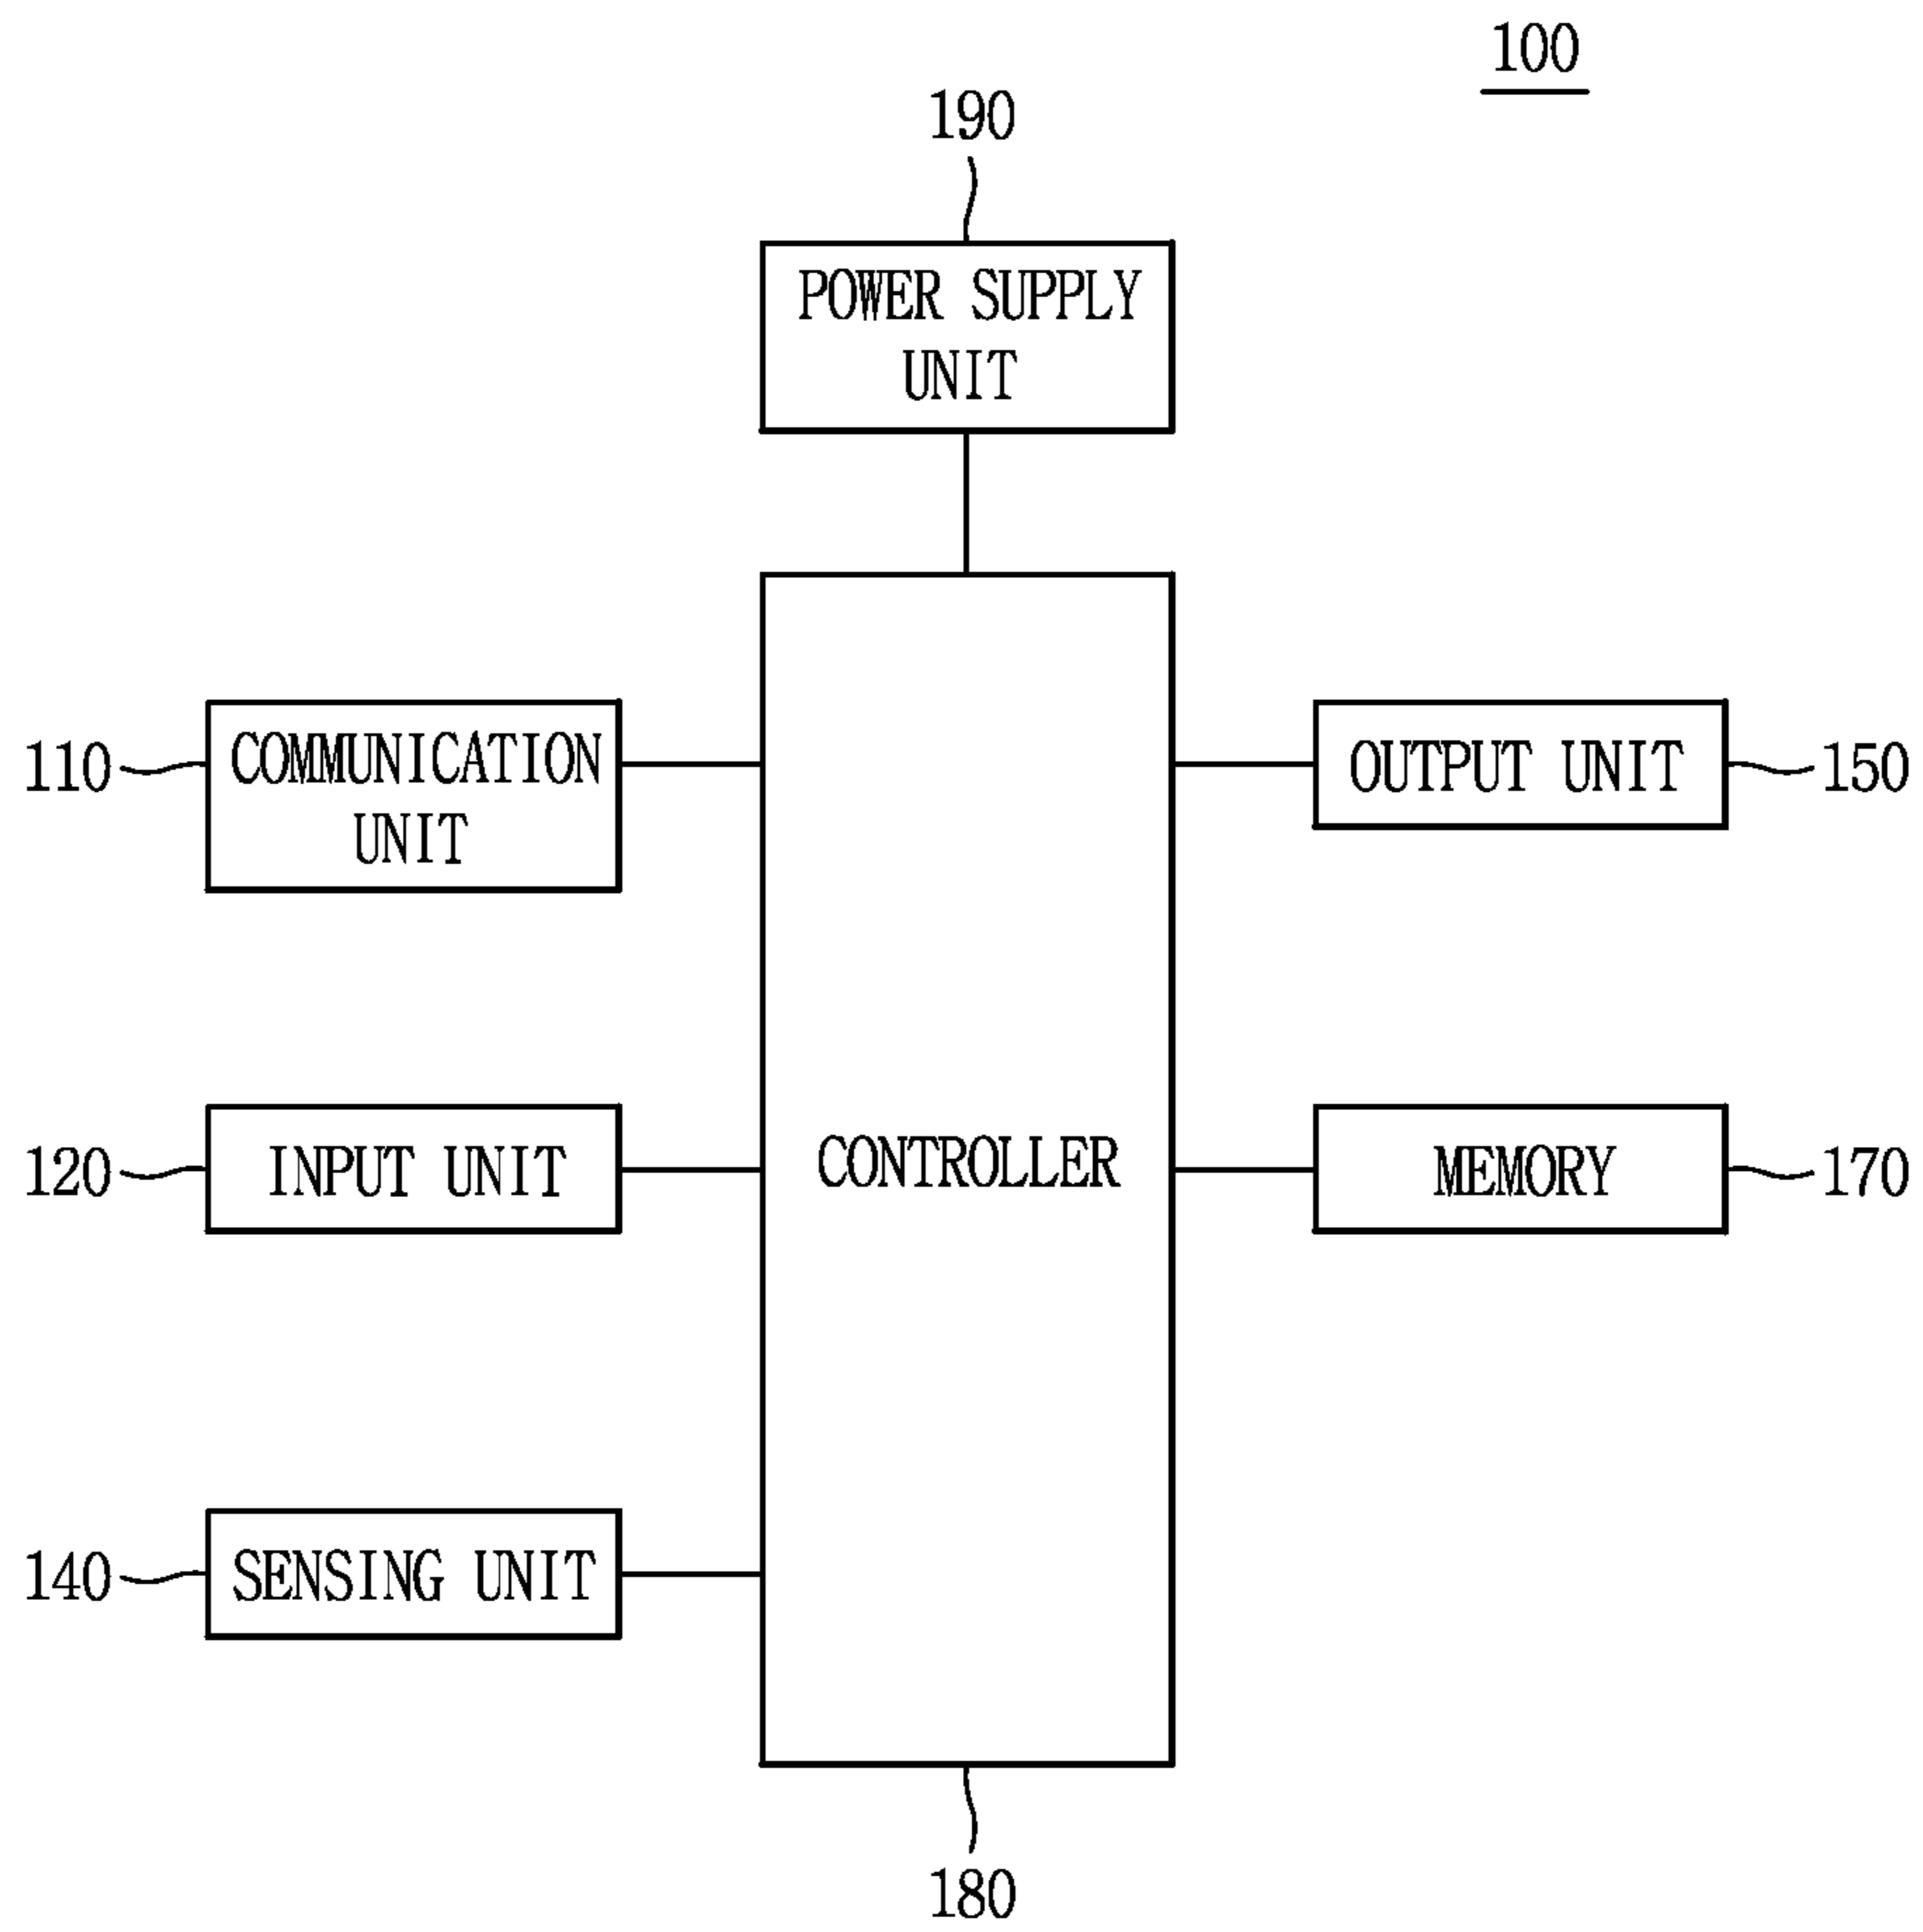 100
190
POWER SUPPLY
UNIT
110
COMMUNICATION
UNIT
OUTPUT UNIT
150
120
INPUT UNIT
CONTROLLER
MEMORY
170
140
SENSING UNIT
180